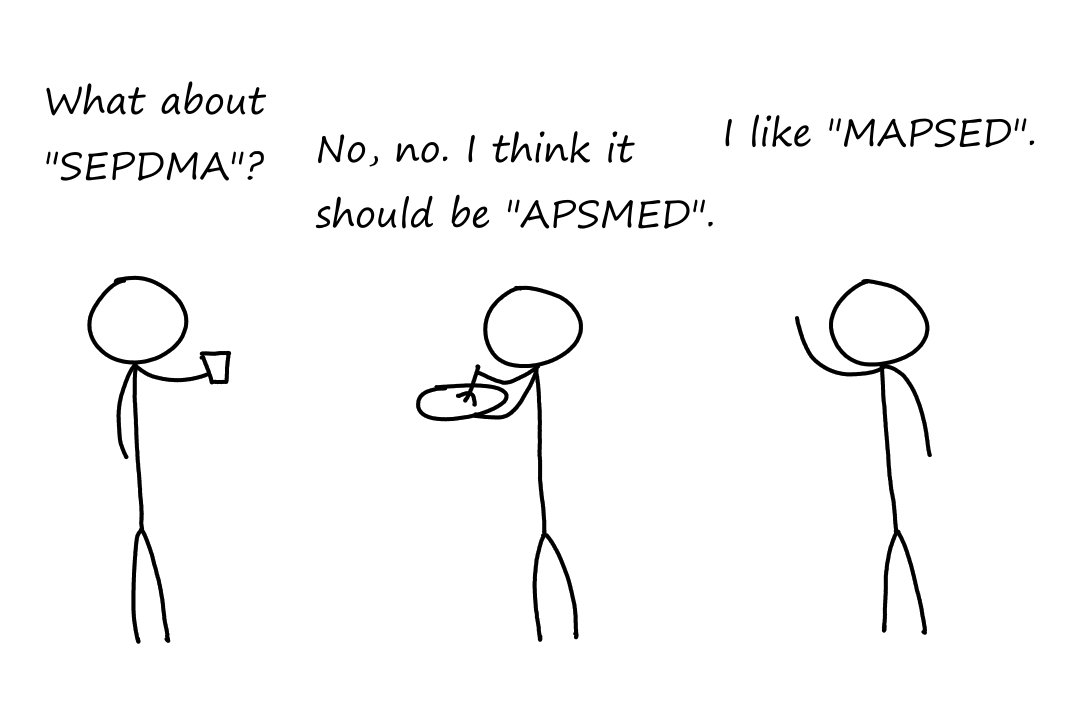 What about
"SEPDMA"?
No, no. I think it
should be "APSMED".
I like "MAPSED".